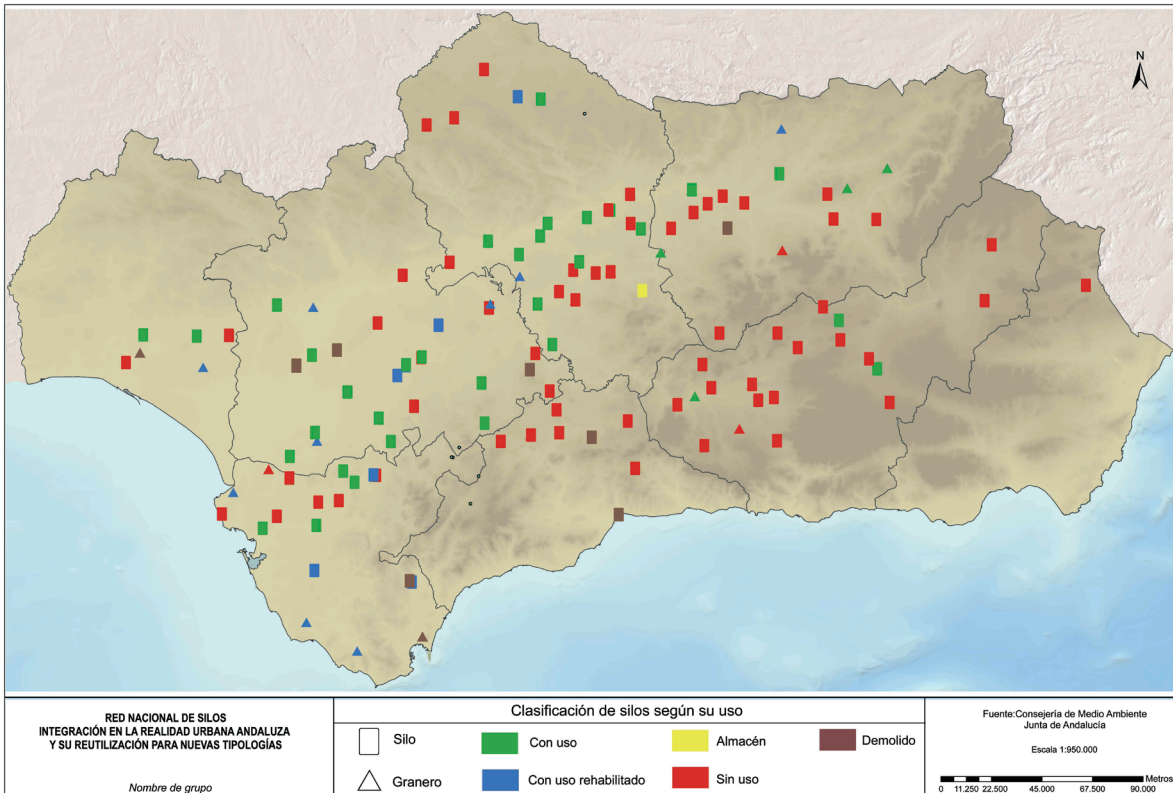 N
RED NACIONAL DE SILOS
INTEGRACIÓN EN LA REALIDAD URBANA ANDALUZA
Y SU REUTILIZACIÓN PARA NUEVAS TIPOLOGÍAS
Nombre de grupo
Clasificación de silos según su uso
Silo
Con uso
Almacén
Demolido
Granero
Con uso rehabilitado
Sin uso
Fuente:Consejería de Medio Ambiente
Junta de Andalucía
Escala 1:950.000
Metros
0 11.250 22.500 45.000 67.500 90.000